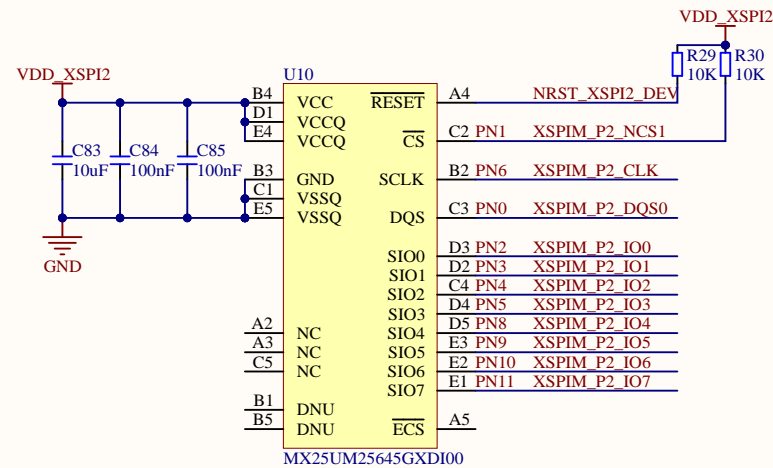 VDD_XSPI2
R29 R30
10K 10K
VDD_XSPI2
U10
B4 VCC RESET A4 NRST_XSPI2_DEV
D1 VCCQ
E4 VCCQ CS C2 PN1 XSPIM_P2_NCS1
C83 C84 C85
10uF 100nF 100nF
B3 GND SCLK B2 PN6 XSPIM_P2_CLK
C1 VSSQ
E5 VSSQ DQS C3 PN0 XSPIM_P2_DQS0
GND
SIO0 D3 PN2 XSPIM_P2_IO0
SIO1 D2 PN3 XSPIM_P2_IO1
SIO2 C4 PN4 XSPIM_P2_IO2
SIO3 D4 PN5 XSPIM_P2_IO3
A2 NC SIO4 D5 PN8 XSPIM_P2_IO4
A3 NC SIO5 E3 PN9 XSPIM_P2_IO5
C5 NC SIO6 E2 PN10 XSPIM_P2_IO6
SIO7 E1 PN11 XSPIM_P2_IO7
B1 DNU
B5 DNU ECS A5
MX25UM25645GXDI00